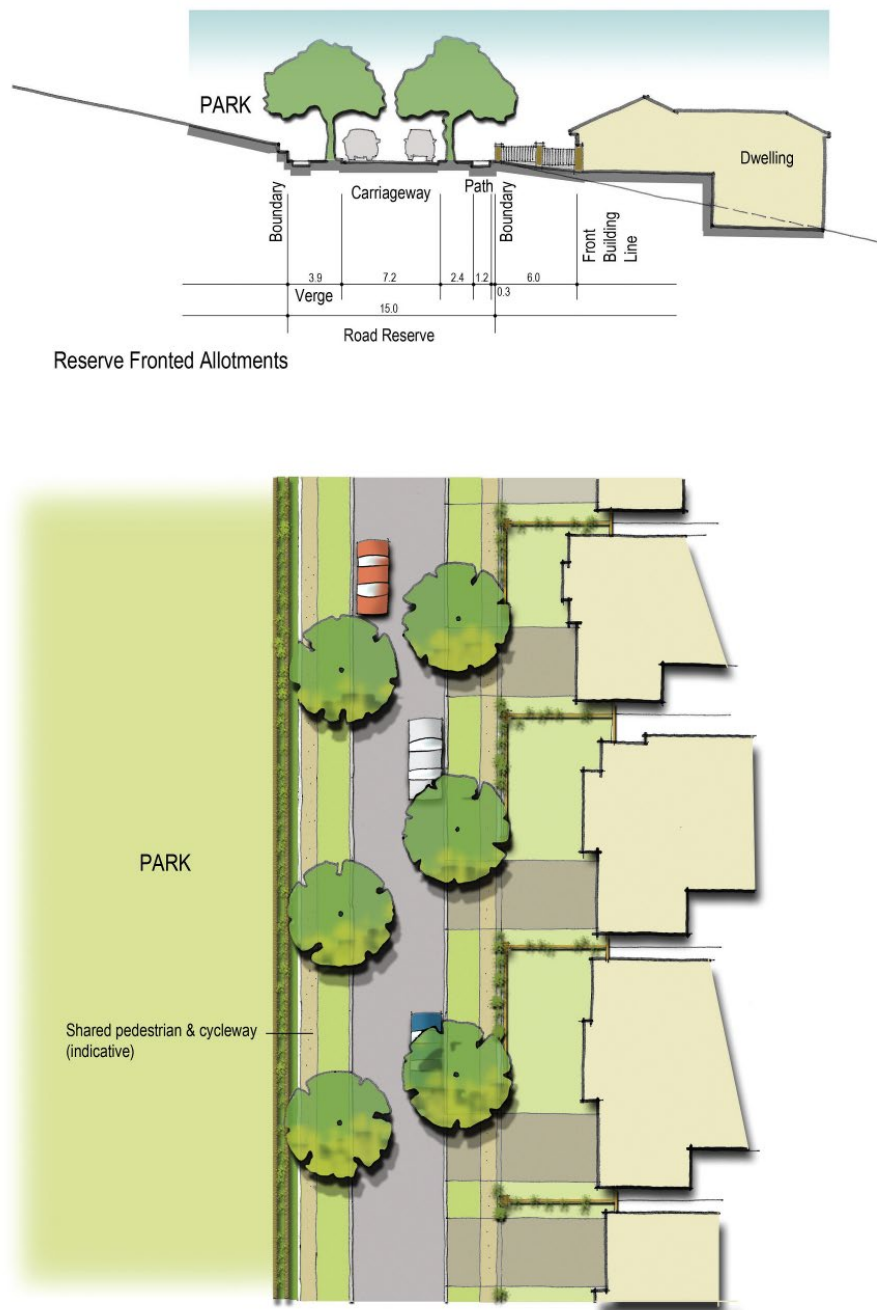 PARK
Dwelling
Carriageway
Path
Boundary
Boundary
Front
Building
Line
3.9
7.2
2.4
1.2
6.0
0.3
Verge
15.0
Road Reserve
Reserve Fronted Allotments
PARK
Shared pedestrian & cycleway
(indicative)